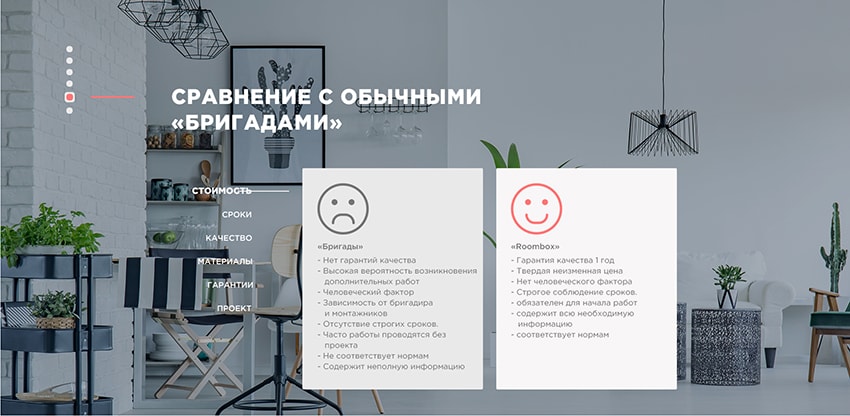 СРАВНЕНИЕ С ОБЫЧНЫМИ
«БРИГАДАМИ»
СТОИМОСТЬ
СРОКИ
КАЧЕСТВО
МАТЕРИАЛЫ
ГАРАНТИИ
ПРОЕКТ
«Бригады»
- Нет гарантий качества
- Высокая вероятность возникновения
дополнительных работ
- Человеческий фактор
- Зависимость от бригадира
и монтажников
- Отсутствие строгих сроков.
- Часто работы проводятся без
проекта
- Не соответствует нормам
- Содержит неполную информацию
«Roombox»
- Гарантия качества 1 год
- Твердая неизменная цена
- Нет человеческого фактора
- Строгое соблюдение сроков.
- обязателен для начала работ
- содержит всю необходимую
информацию
- соответствует нормам